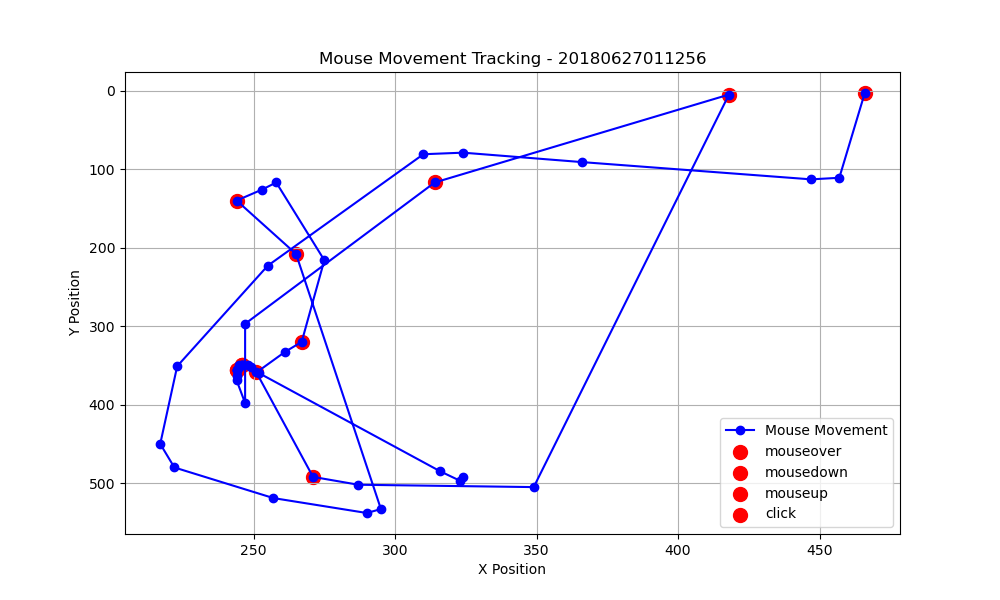 Mouse Movement Tracking - 20180627011256
Y Position
0
100
200
300
400
500
Mouse Movement
mouseover
mousedown
mouseup
click
250
300
350
400
450
X Position